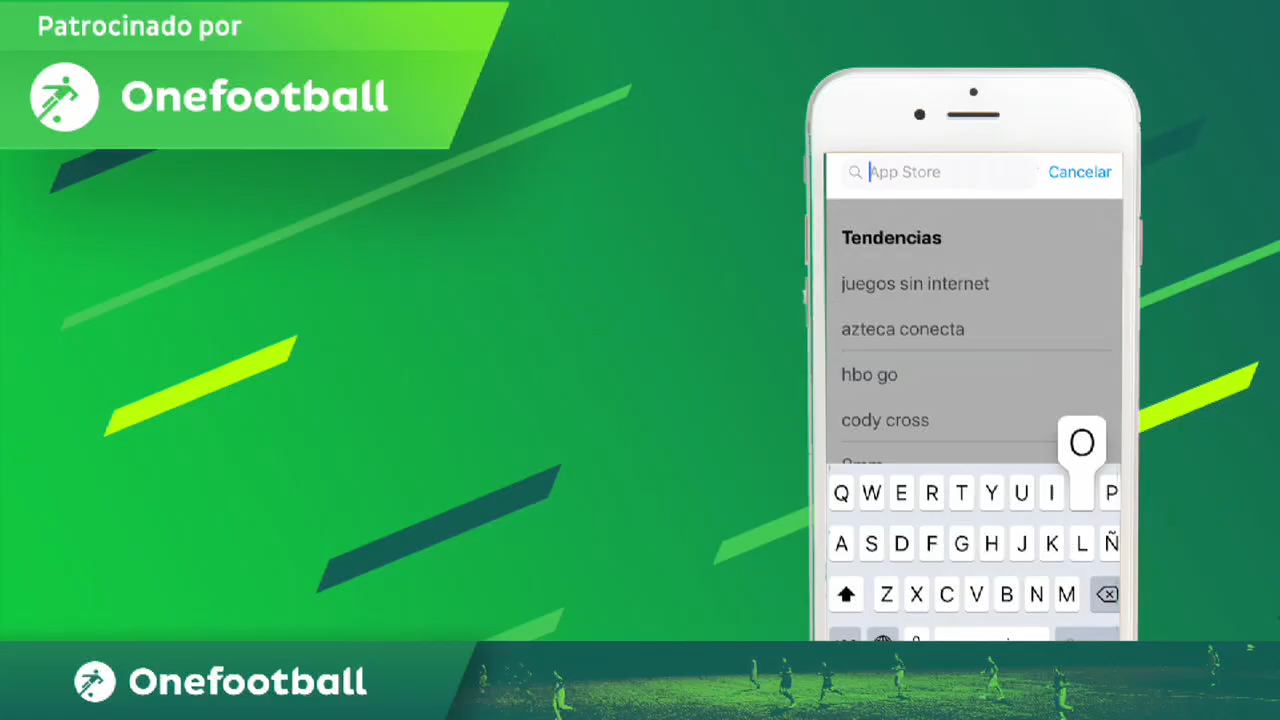 Patrocinado por
Onefootball
App Store
Cancelar
Tendencias
juegos sin internet
azteca conecta
hbo go
cody cross
O
Q W E R T Y U I P
A S D F G H J K L Ñ
Z X C V B N M
Onefootball